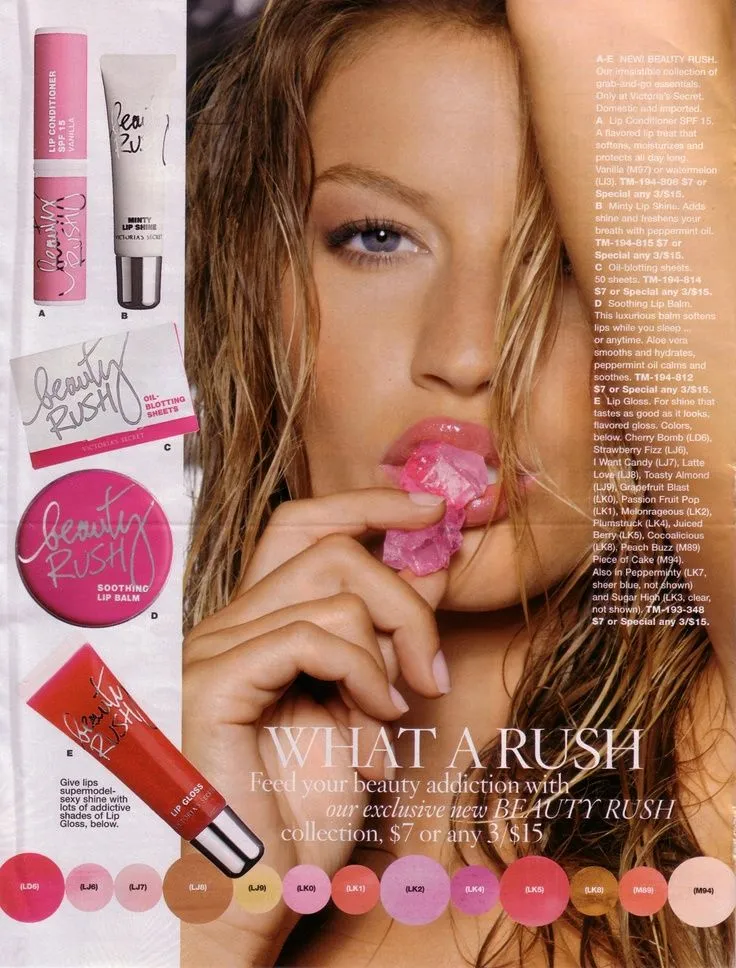 LIP CONDITIONER
SPF 15
VANILLA
beauty
RUSH
A
Beauty
RUSH
MINTY
LIP SHINE
VICTORIA'S SECRET
B
beauty
RUSH
OIL-
BLOTTING
SHEETS
VICTORIA'S SECRET
C
beauty
RUSH
SOOTHING
LIP BALM
D
beauty
RUSH
LIP GLOSS
E
Give lips
supermodel-
sexy shine with
lots of addictive
shades of Lip
Gloss, below.
A-E NEW! BEAUTY RUSH.
Our irresistible collection of
grab-and-go essentials.
Only at Victoria's Secret.
Domestic and imported.
A Lip Conditioner SPF 15.
A flavored lip treat that
softens, moisturizes and
protects all day long.
Vanilla (M97) or watermelon
(LI3). TM-194-806 $7 or
Special any 3/$15.
B Minty Lip Shine. Adds
shine and freshens your
breath with peppermint oil.
TM-194-815 $7 or
Special any 3/$15.
C Oil-blotting sheets.
50 sheets. TM-194-814
$7 or Special any 3/$15.
D Soothing Lip Balm.
This luxurious balm softens
lips while you sleep ...
or anytime. Aloe vera
smooths and hydrates,
peppermint oil calms and
soothes. TM-194-812
$7 or Special any 3/$15.
E Lip Gloss. For shine that
tastes as good as it looks,
flavored gloss. Colors,
below. Cherry Bomb (LD6),
Strawberry Fizz (LJ6),
I Want Candy (LJ7), Latte
Love (LJ8), Toasty Almond
(LJ9), Grapefruit Blast
(LK0), Passion Fruit Pop
(LK1), Melonrageous (LK2),
Plumstruck (LK4), Juiced
Berry (LK5), Cocoalicious
(LK8), Peach Buzz (M89)
Piece of Cake (M94).
Also in Pepperminty (LK7,
sheer blue, not shown)
and Sugar High (LK3, clear,
not shown). TM-193-348
$7 or Special any 3/$15.
WHAT A RUSH
Feed your beauty addiction with
our exclusive new BEAUTY RUSH
collection, $7 or any 3/$15
(LD6) (LJ6) (LJ7) (LJ8) (LJ9) (LK0) (LK1) (LK2) (LK4) (LK5) (LK8) (M89) (M94)